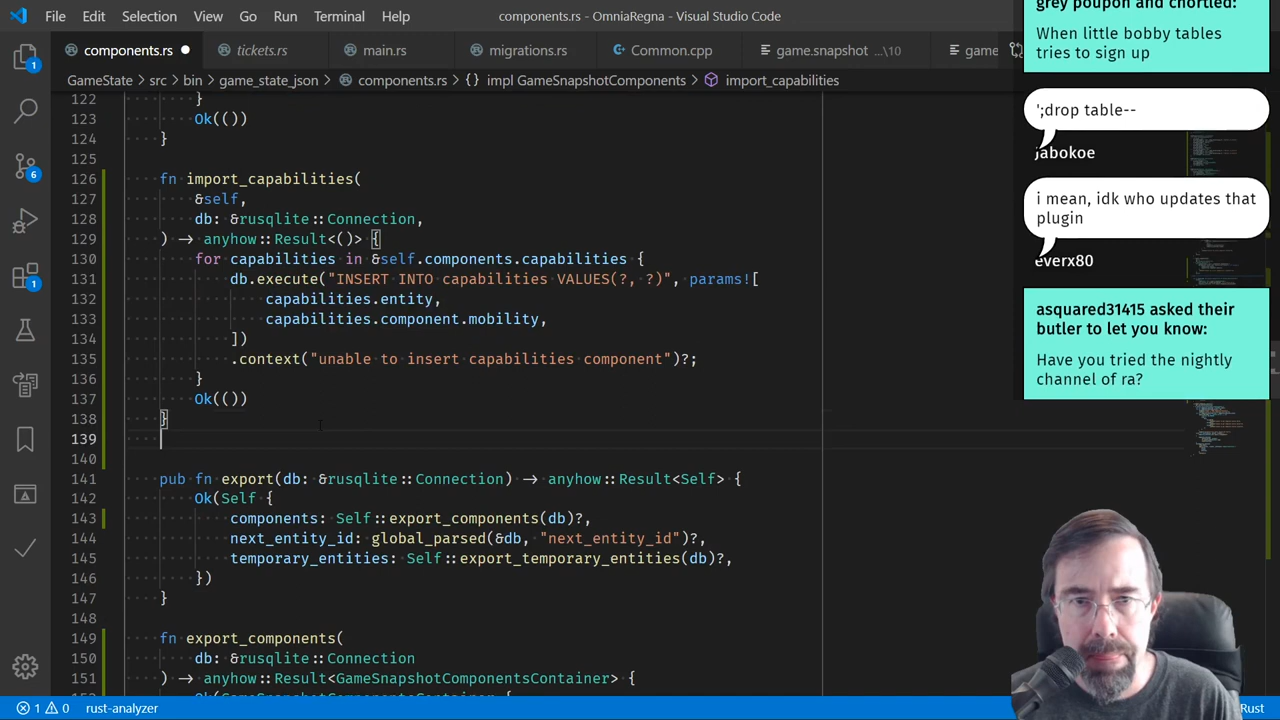 File Edit Selection View Go Run Terminal Help components.rs - OmniaRegna - Visual Studio Code
components.rs ● tickets.rs main.rs migrations.rs Common.cpp game.snapshot ...\10 game
GameState > src > bin > game_state_json > components.rs > {} impl GameSnapshotComponents > import_capabilities
122 }
123 Ok(())
124 }
125
126 fn import_capabilities(
127 &self,
128 db: &rusqlite::Connection,
129 ) -> anyhow::Result<()> {
130 for capabilities in &self.components.capabilities {
131 db.execute("INSERT INTO capabilities VALUES(?, ?)", params![
132 capabilities.entity,
133 capabilities.component.mobility,
134 ])
135 .context("unable to insert capabilities component")?;
136 }
137 Ok(())
138 }
139
140
141 pub fn export(db: &rusqlite::Connection) -> anyhow::Result<Self> {
142 Ok(Self {
143 components: Self::export_components(db)?,
144 next_entity_id: global_parsed(&db, "next_entity_id")?,
145 temporary_entities: Self::export_temporary_entities(db)?,
146 })
147 }
148
149 fn export_components(
150 db: &rusqlite::Connection
151 ) -> anyhow::Result<GameSnapshotComponentsContainer> {
Ok(GameSnapshotComponentsContainer {
grey poupon and chortled:
When little bobby tables
tries to sign up
';drop table--
jabokoe
i mean, idk who updates that
plugin
everx80
asquared31415 asked their
butler to let you know:
Have you tried the nightly
channel of ra?
1
6
1
1 0 rust-analyzer Rust